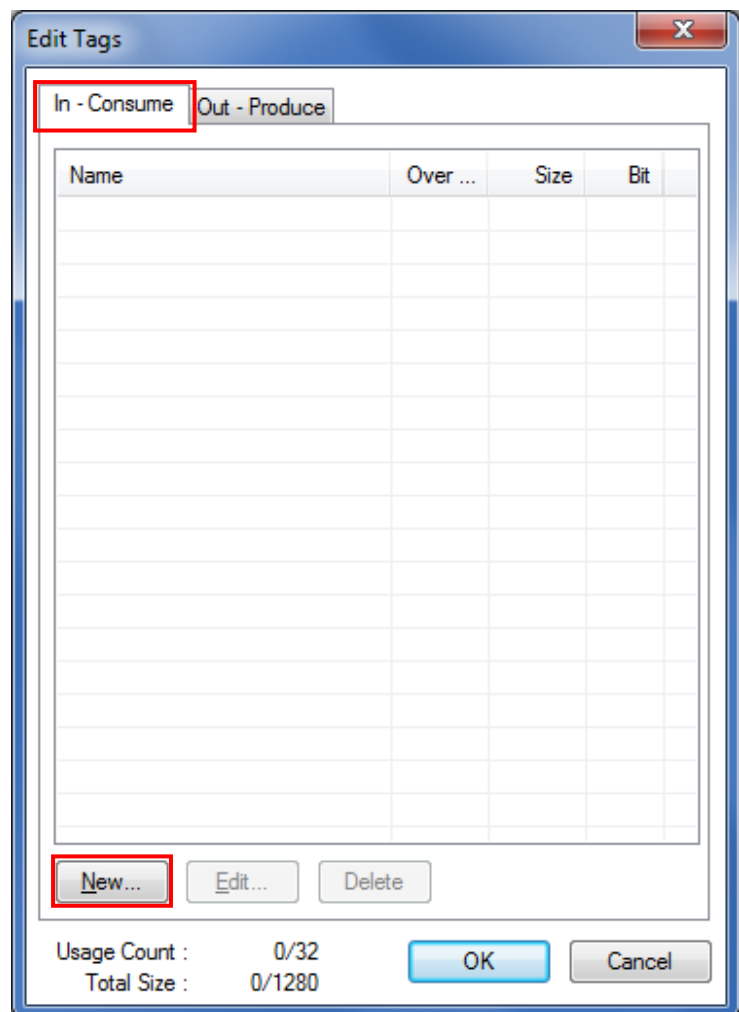 Edit Tags
In - Consume Out - Produce
Name Over ... Size Bit
New... Edit... Delete
Usage Count : 0/32
Total Size : 0/1280
OK Cancel